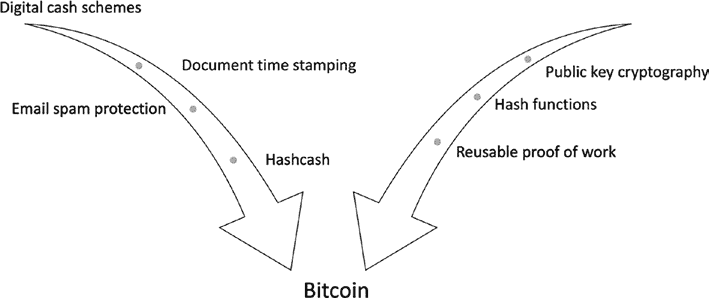 Digital cash schemes
Document time stamping
Public key cryptography
Email spam protection
Hash functions
Hashcash
Reusable proof of work
Bitcoin